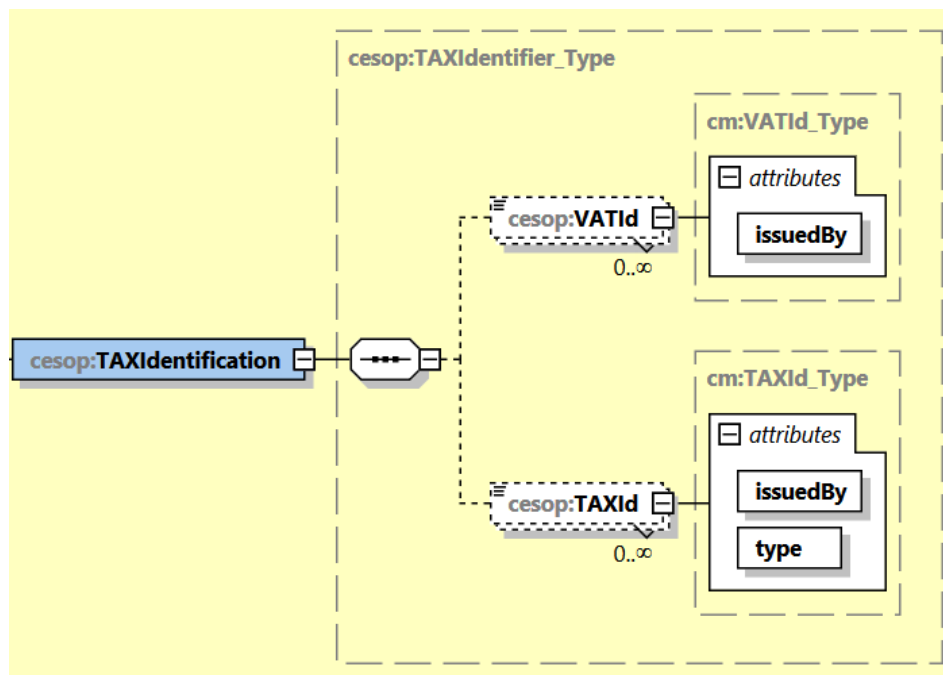 cesop:TAXIdentifier_Type
cm:VATId_Type
attributes
cesop:VATId
issuedBy
0..∞
cesop:TAXIdentification
cm:TAXId_Type
attributes
issuedBy
cesop:TAXId
type
0..∞